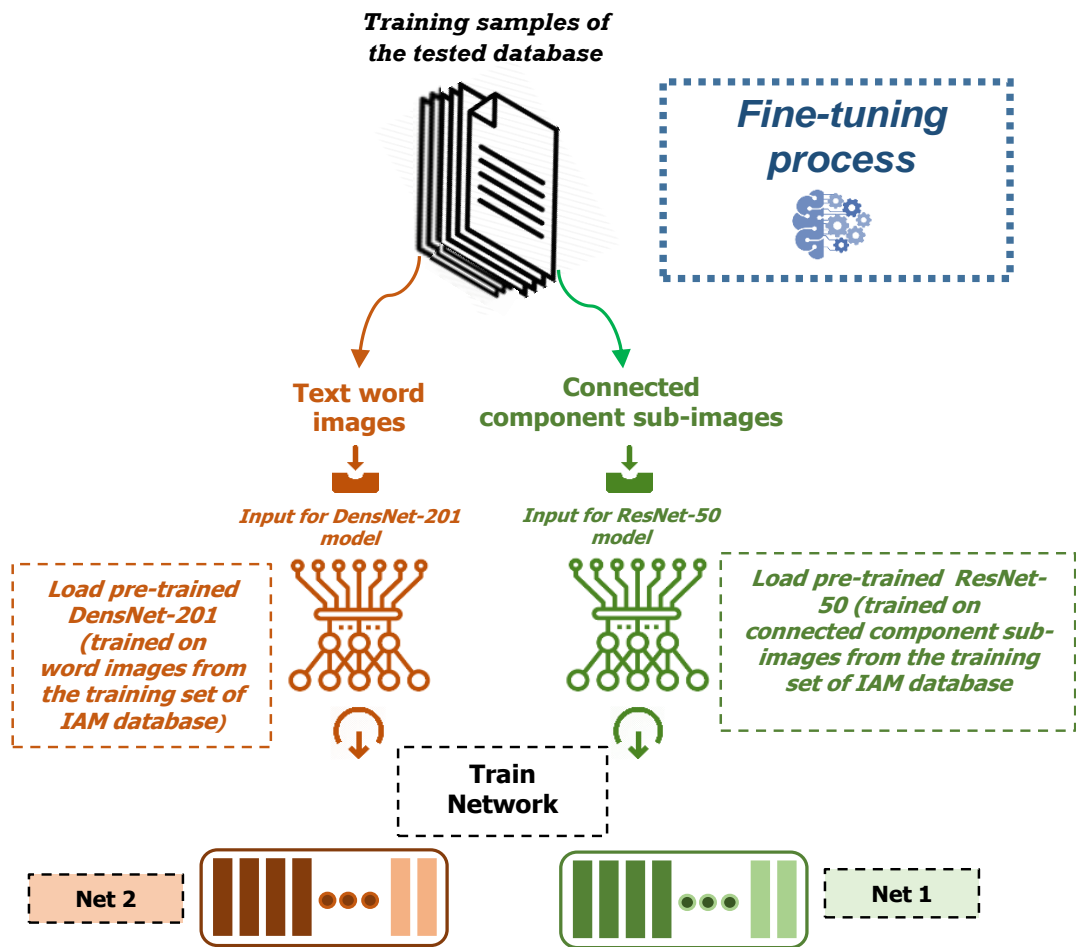 Training samples of
the tested database
Fine-tuning
process
Text word
images
Connected
component sub-images
Input for DensNet-201
model
Input for ResNet-50
model
Load pre-trained
DensNet-201
(trained on
word images from
the training set of
IAM database)
Load pre-trained ResNet-
50 (trained on
connected component sub-
images from the training
set of IAM database
Train
Network
Net 2
Net 1